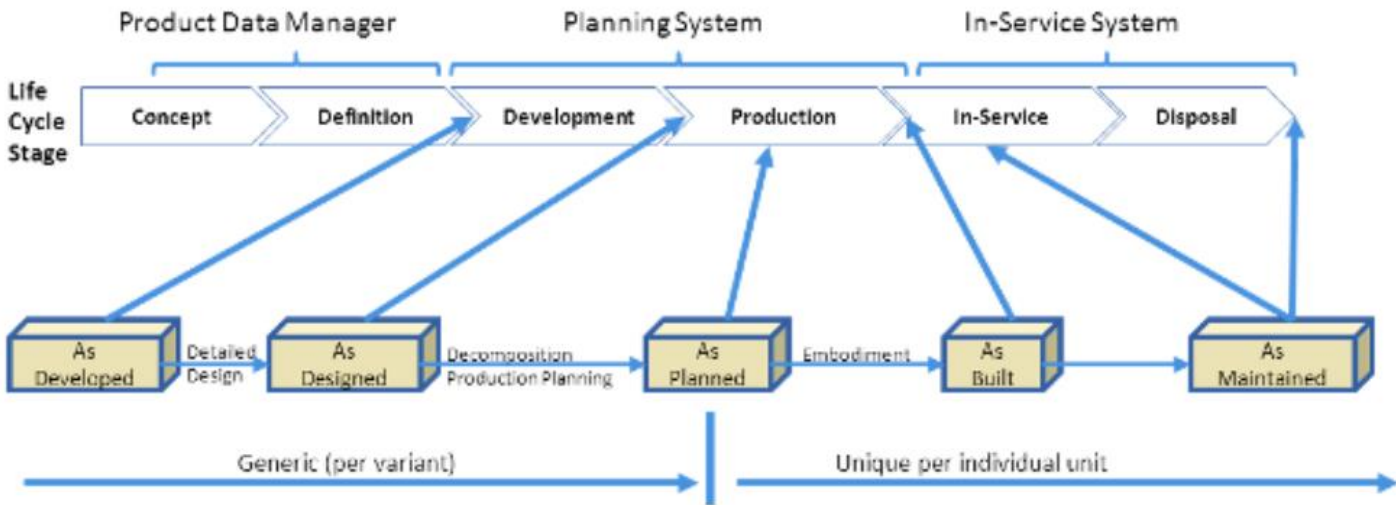 Product Data Manager
Planning System
In-Service System
Life
Cycle
Stage
Concept
Definition
Development
Production
In-Service
Disposal
As
Developed
Detailed
Design
As
Designed
Decomposition
Production Planning
As
Planned
Embodiment
As
Built
As
Maintained
Generic (per variant)
Unique per individual unit